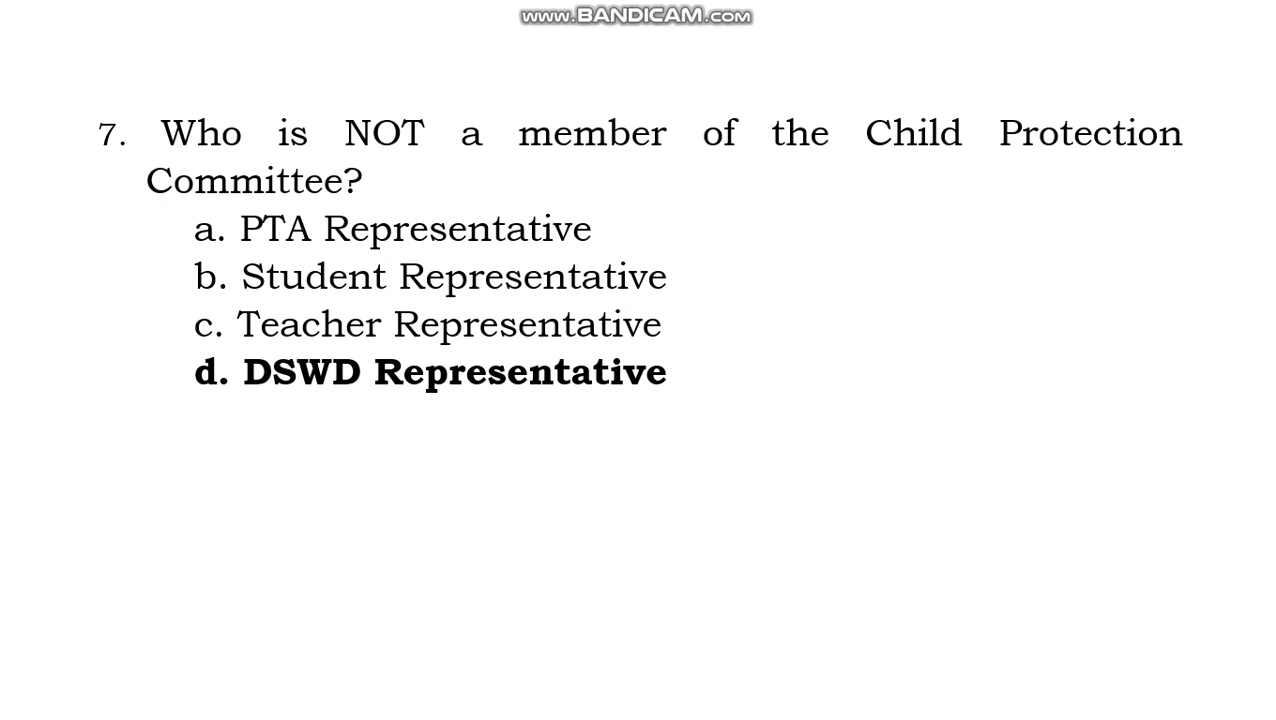 www.BANDICAM.com
7. Who is NOT a member of the Child Protection
Committee?
a. PTA Representative
b. Student Representative
c. Teacher Representative
d. DSWD Representative